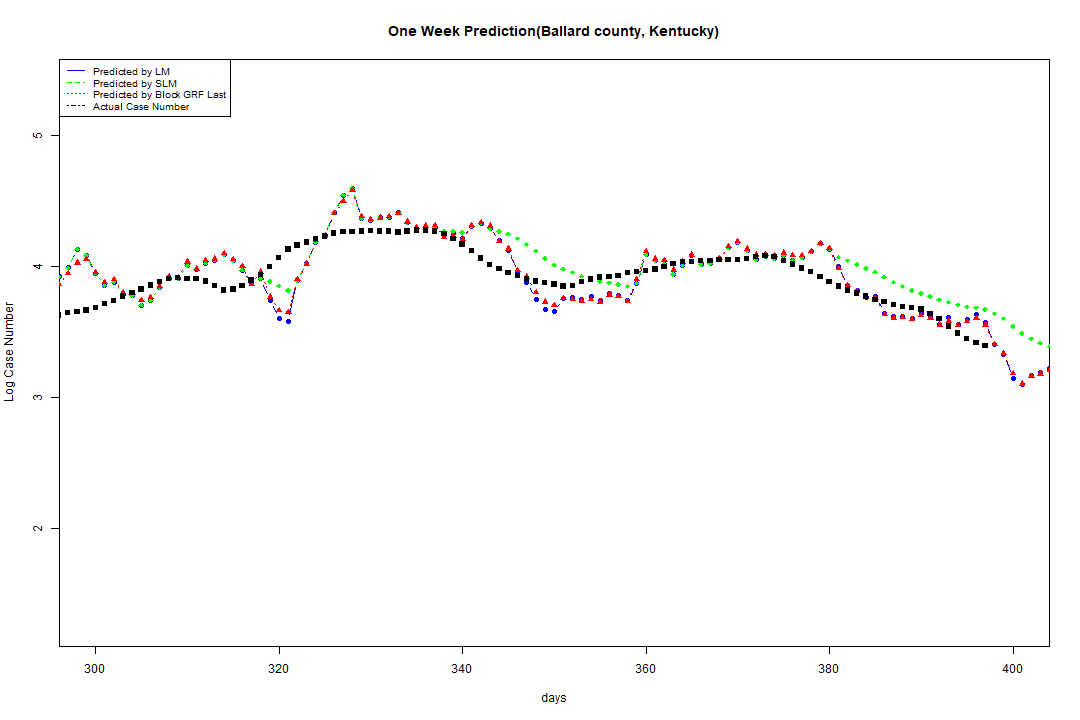 One Week Prediction(Ballard county, Kentucky)
Predicted by LM
Predicted by SLM
Predicted by Block GRF Last
Actual Case Number
5
4
3
2
Log Case Number
300 320 340 360 380 400
days